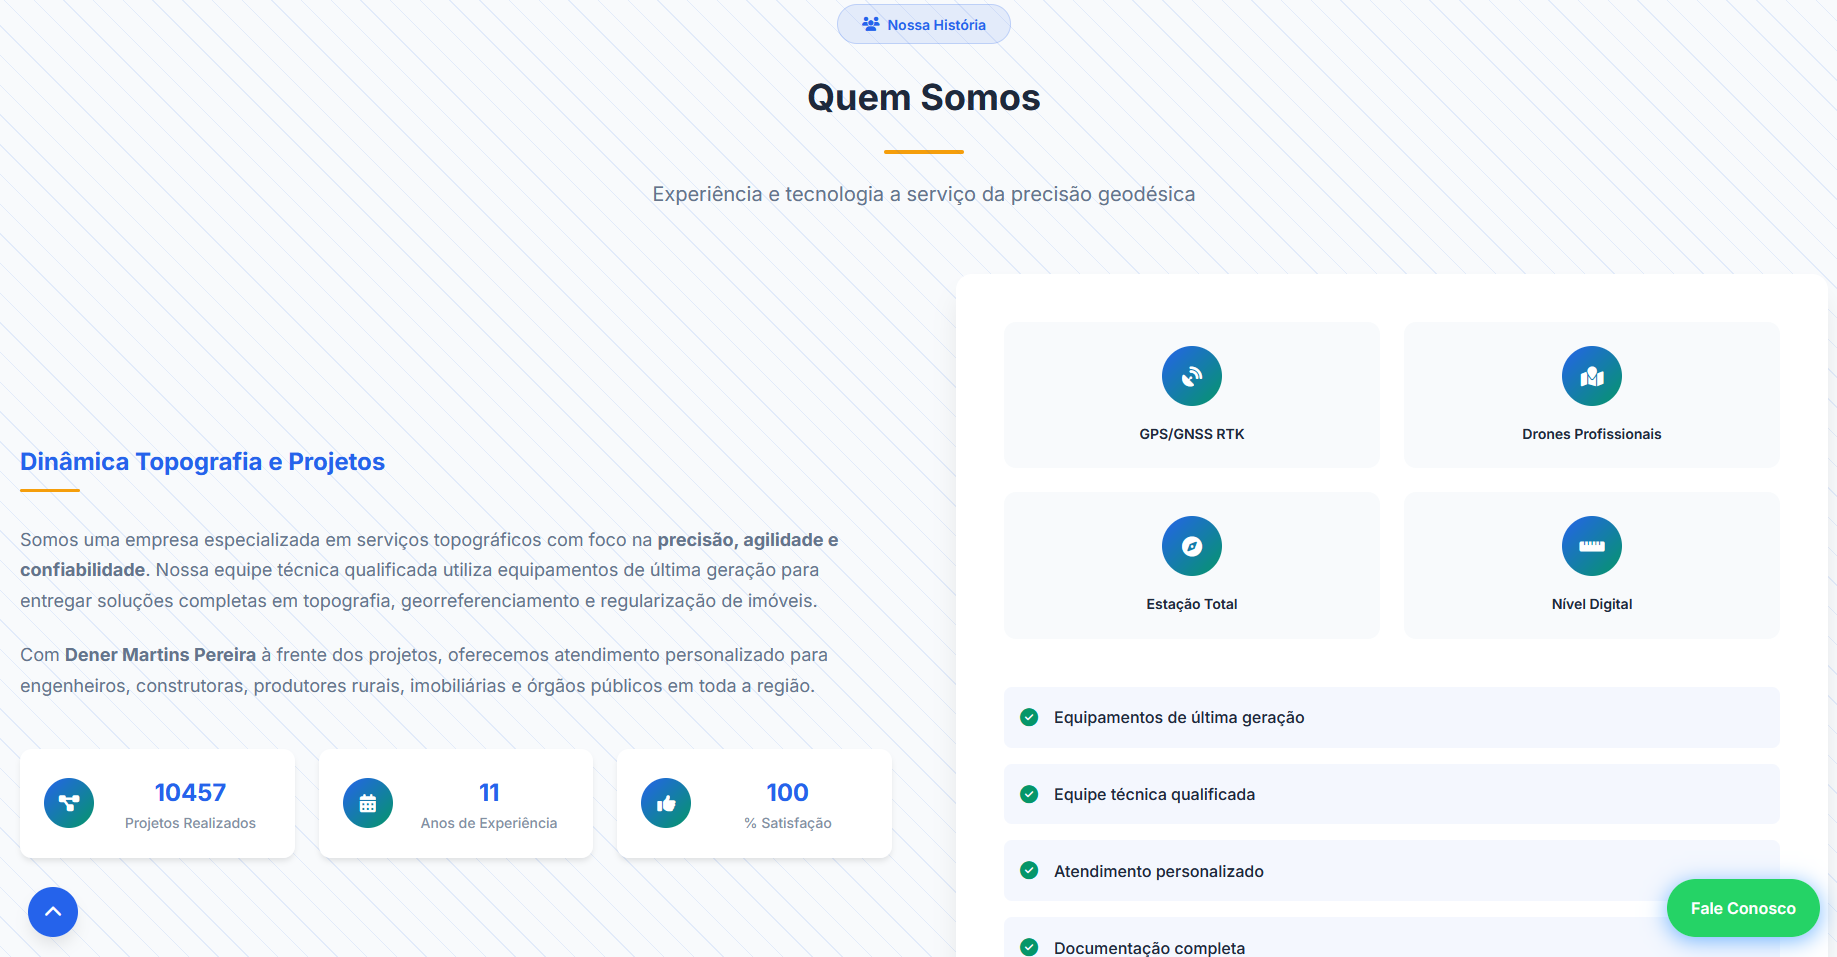 Nossa História
Quem Somos
Experiência e tecnologia a serviço da precisão geodésica
Dinâmica Topografia e Projetos
Somos uma empresa especializada em serviços topográficos com foco na precisão, agilidade e
confiabilidade. Nossa equipe técnica qualificada utiliza equipamentos de última geração para
entregar soluções completas em topografia, georreferenciamento e regularização de imóveis.
Com Dener Martins Pereira à frente dos projetos, oferecemos atendimento personalizado para
engenheiros, construtoras, produtores rurais, imobiliárias e órgãos públicos em toda a região.
10457
Projetos Realizados
11
Anos de Experiência
100
% Satisfação
GPS/GNSS RTK
Drones Profissionais
Estação Total
Nível Digital
Equipamentos de última geração
Equipe técnica qualificada
Atendimento personalizado
Documentação completa
Fale Conosco